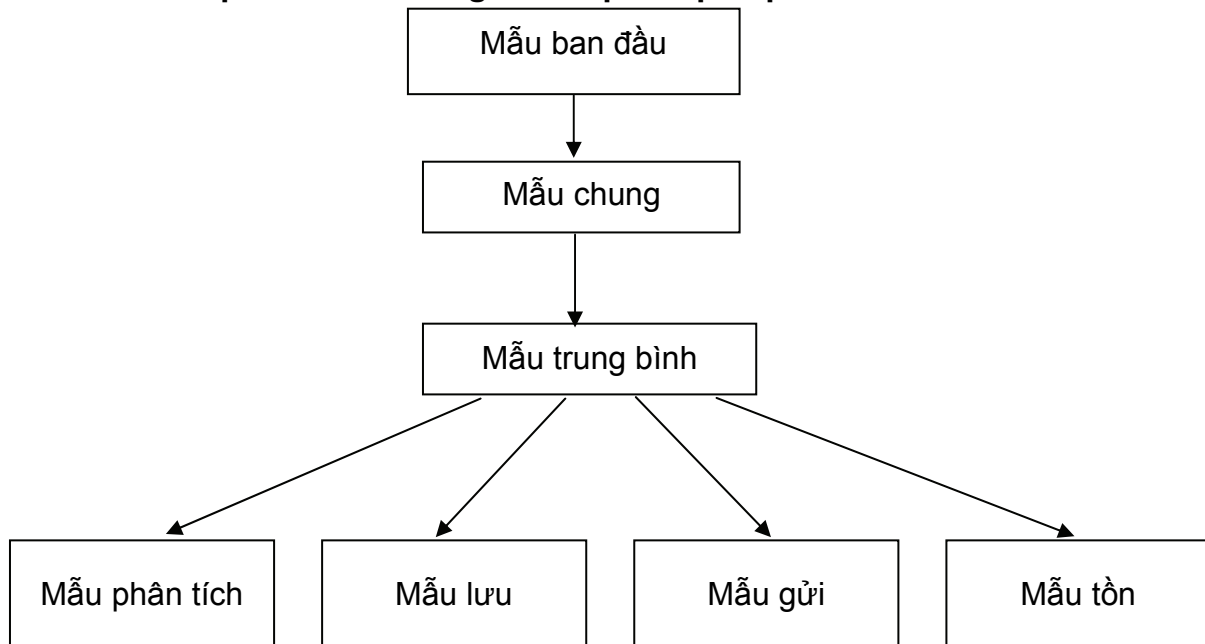 Mẫu ban đầu
Mẫu chung
Mẫu trung bình
Mẫu phân tích
Mẫu lưu
Mẫu gửi
Mẫu tồn